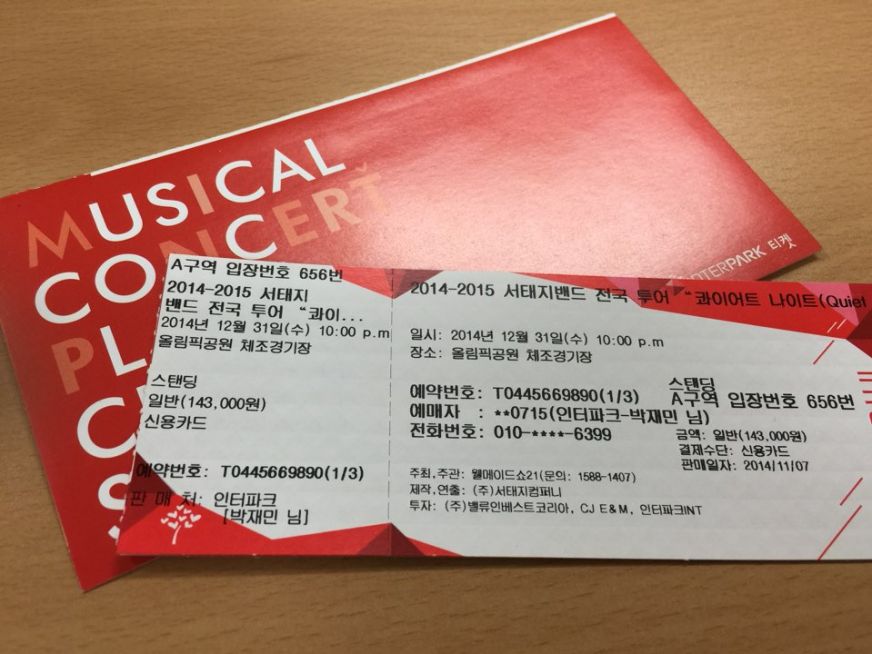 MUSICAL
CONCERT
PL
C
S
TERPARK 티켓
A구역 입장번호 656번
2014-2015 서태지
밴드 전국 투어 “콰이...
2014년 12월 31일(수) 10:00 p.m
올림픽공원 체조경기장
스탠딩
일반(143,000원)
신용카드
예약번호: T0445669890(1/3)
판 매 처: 인터파크
[박재민 님]
2014-2015 서태지밴드 전국 투어 “콰이어트 나이트(Quiet
일시: 2014년 12월 31일(수) 10:00 p.m
장소: 올림픽공원 체조경기장
예약번호: T0445669890(1/3)
예매자 : **0715(인터파크-박재민 님)
전화번호: 010-****-6399
스탠딩
A구역 입장번호 656번
금액: 일반(143,000원)
결제수단: 신용카드
판매일자: 2014/11/07
주최,주관: 웰메이드쇼21(문의: 1588-1407)
제작,연출: (주)서태지컴퍼니
투자: (주)밸류인베스트코리아, CJ E&M, 인터파크INT